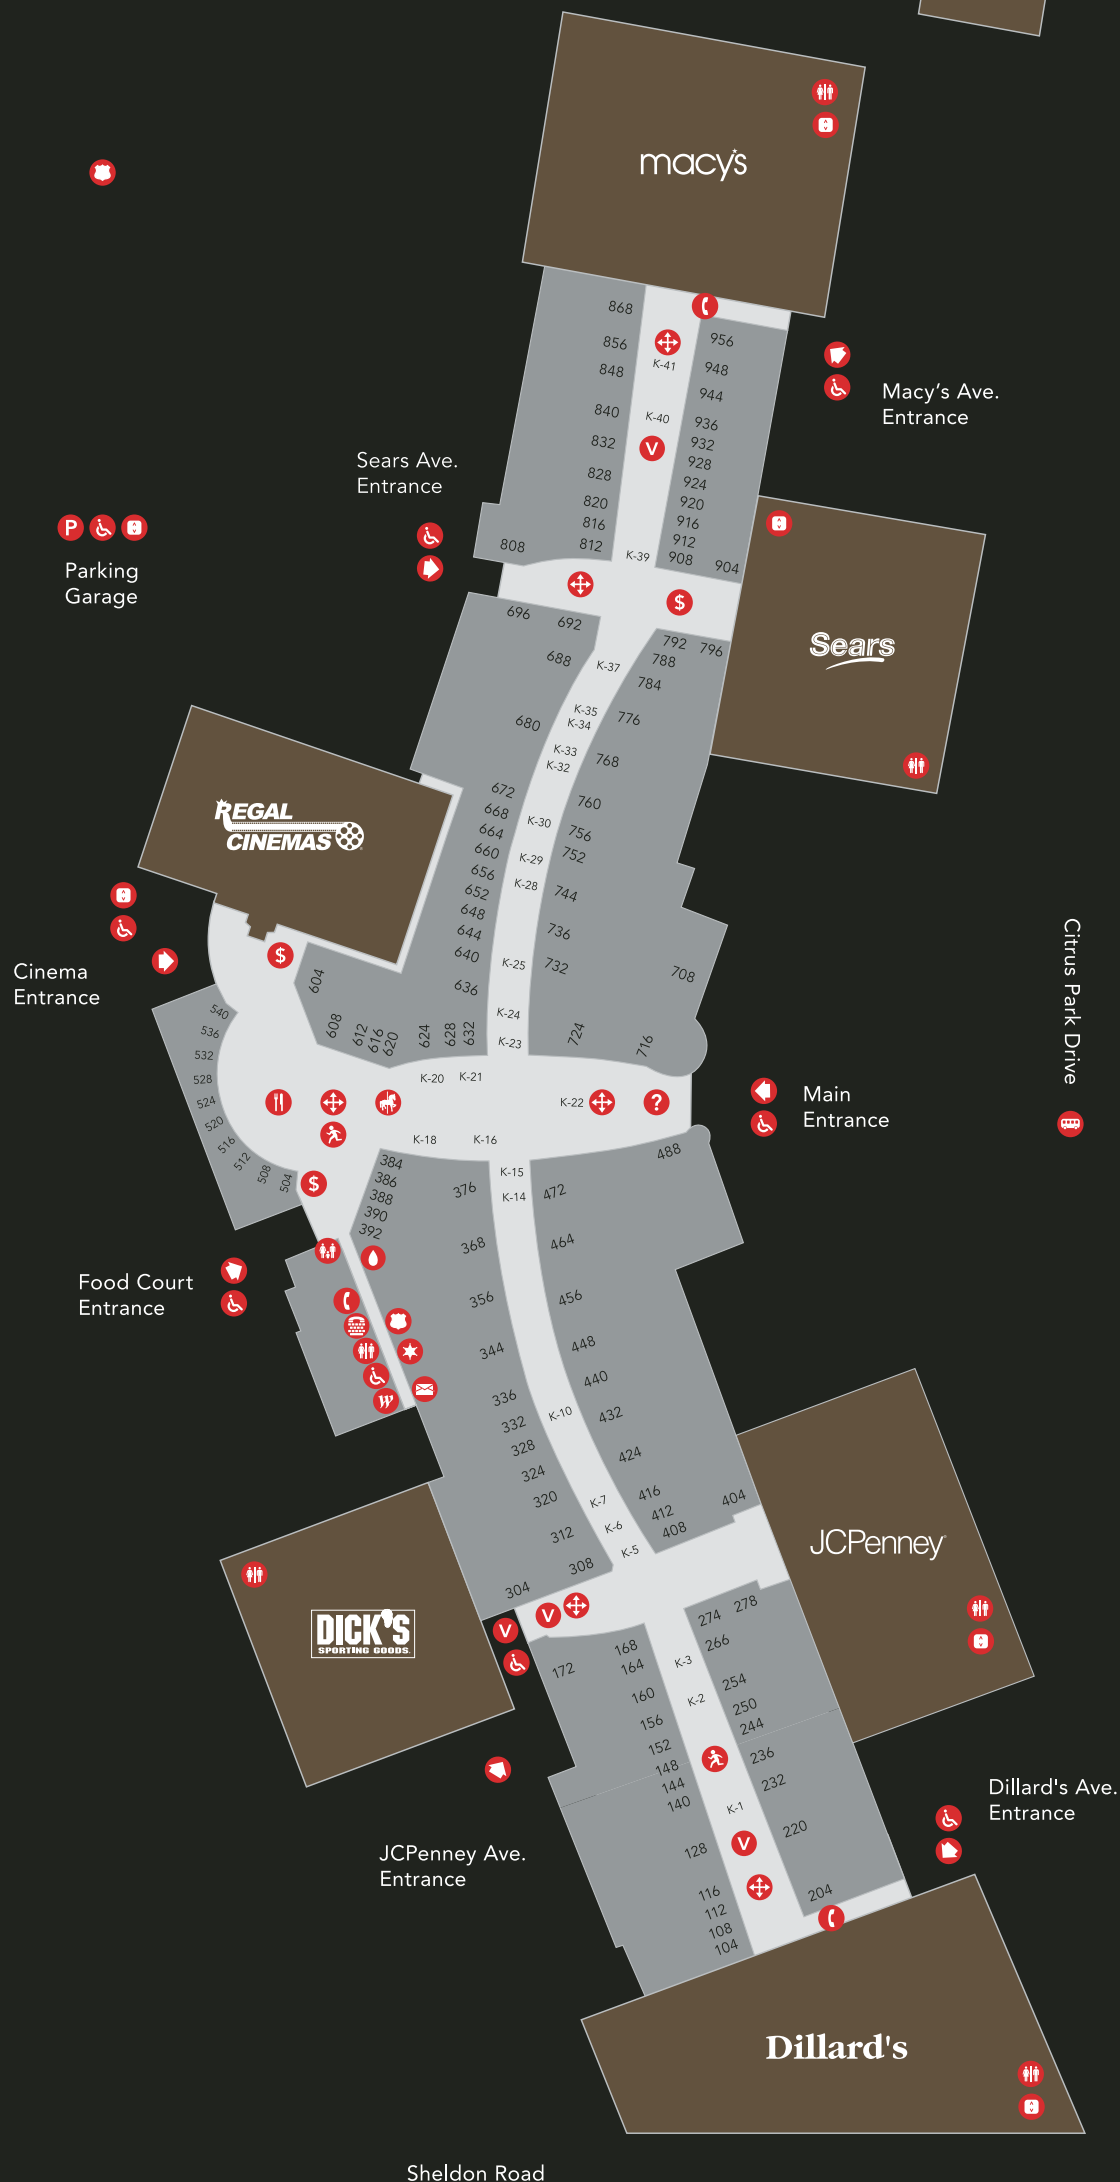 macy's
868
956
856
K-41
848
948
944
840
K-40
936
832
932
V
928
828
924
820
920
816
916
812
912
808
K-39
908
904
Macy's Ave.
Entrance
Sears Ave.
Entrance
P
Parking
Garage
$
696
692
792
796
688
788
K-37
784
Sears
K-35
680
K-34
776
K-33
768
K-32
672
760
668
K-30
756
664
660
K-29
752
656
K-28
744
652
648
736
644
640
K-25
732
708
636
K-24
K-23
REGAL
CINEMAS
$
Cinema
Entrance
604
608
612
616
620
624
628
632
724
716
540
536
532
528
524
520
516
512
508
504
K-20
K-21
K-22
?
K-18
K-16
Main
Entrance
Citrus Park Drive
$
384
386
388
390
392
K-15
488
376
K-14
472
368
464
356
456
344
448
336
440
K-10
432
332
328
424
324
320
K-7
416
404
412
312
K-6
408
308
K-5
304
Food Court
Entrance
W
JCPenney
DICK'S
SPORTING GOODS
V
V
274
278
168
266
172
164
K-3
160
254
K-2
156
250
152
244
148
236
144
232
140
K-1
128
V
220
116
204
112
108
104
Dillard's Ave.
Entrance
JCPenney Ave.
Entrance
Dillard's
Sheldon Road